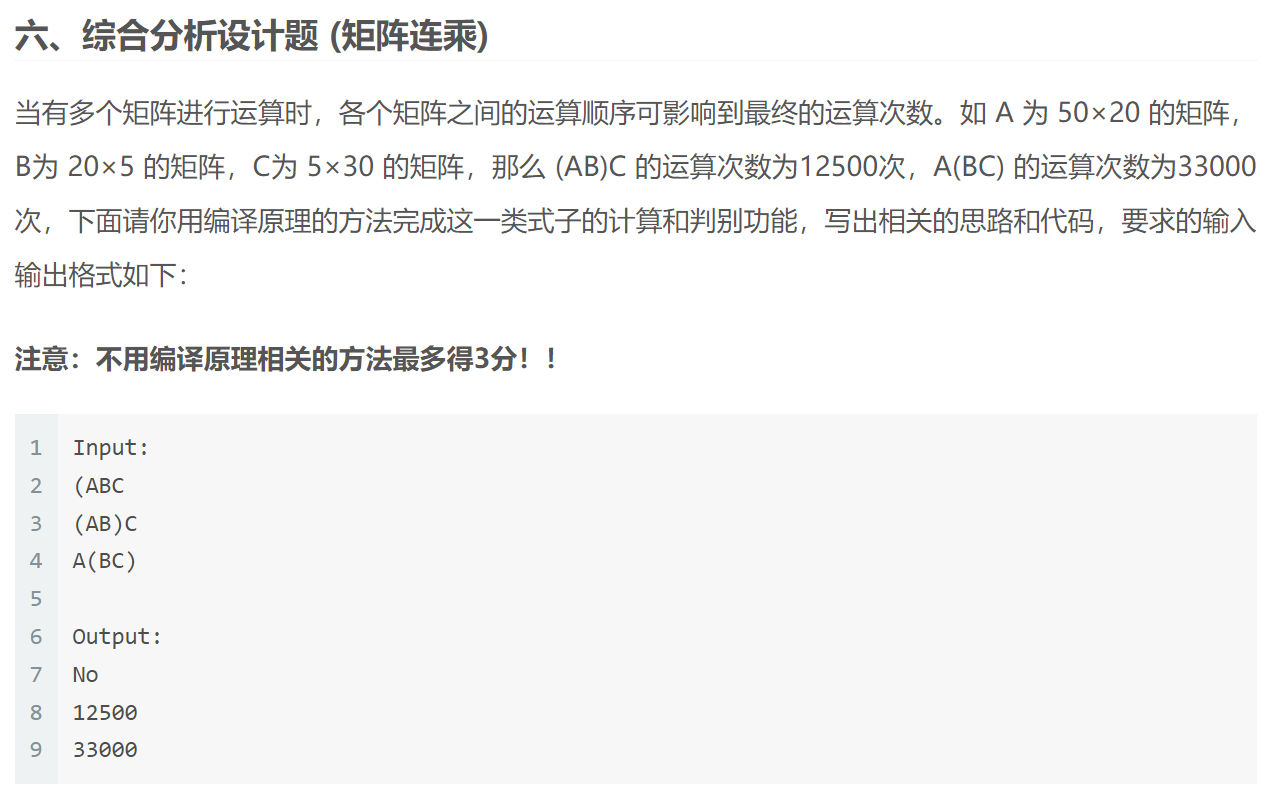 六、综合分析设计题 (矩阵连乘)
当有多个矩阵进行运算时，各个矩阵之间的运算顺序可影响到最终的运算次数。如 A 为 50×20 的矩阵，
B为 20×5 的矩阵，C为 5×30 的矩阵，那么 (AB)C 的运算次数为12500次，A(BC) 的运算次数为33000
次，下面请你用编译原理的方法完成这一类式子的计算和判别功能，写出相关的思路和代码，要求的输入
输出格式如下：
注意：不用编译原理相关的方法最多得3分！！
1 Input:
2 (ABC
3 (AB)C
4 A(BC)
5
6 Output:
7 No
8 12500
9 33000